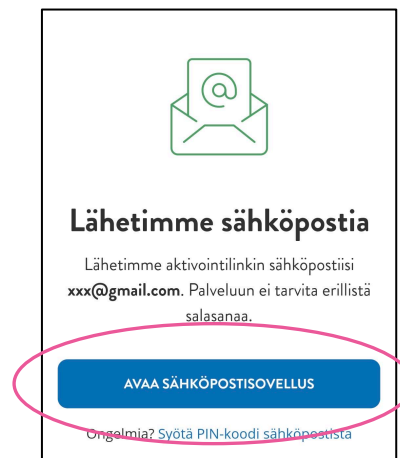 @
Lähetimme sähköpostia
Lähetimme aktivointilinkin sähköpostiisi
xxx@gmail.com. Palveluun ei tarvita erillistä
salasanaa.
AVAA SÄHKÖPOSTISOVELLUS
Ongelmia? Syötä PIN-koodi sähköpostista